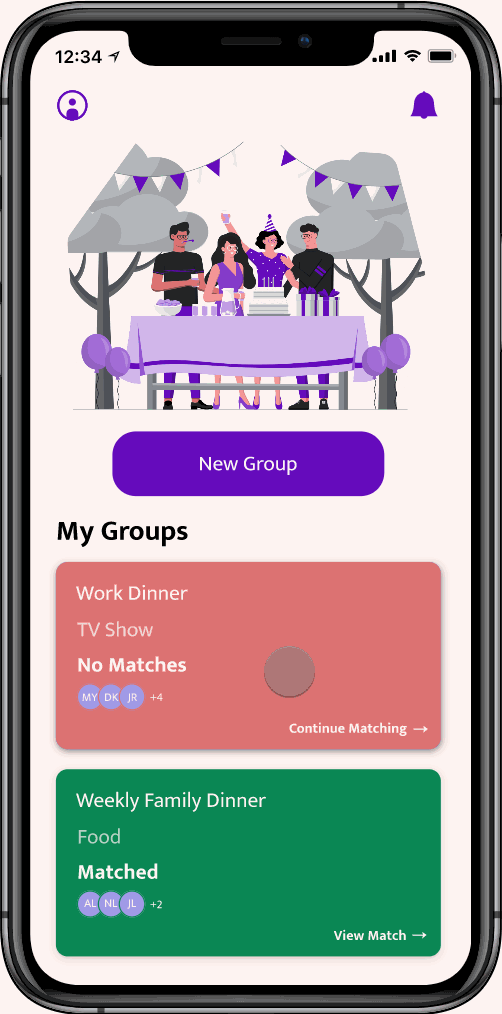 12:34
New Group
My Groups
Work Dinner
TV Show
No Matches
MY DK JR +4
Continue Matching →
Weekly Family Dinner
Food
Matched
AL NL JL +2
View Match →